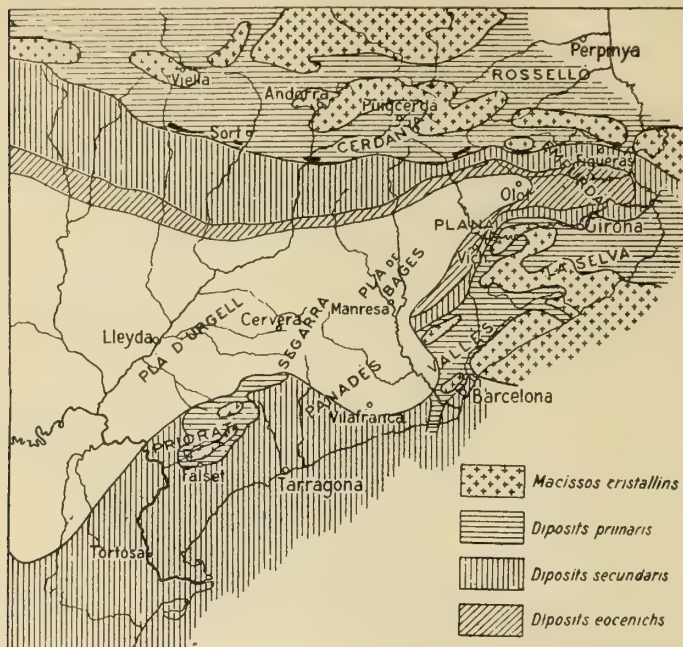 Perpinya
ROSSELLO
Viella
Andorra
Puigcerda
Sort
CERDANYA
Figueras
AMPURDA
Olot
PLANA
Girona
Vich
LA SELVA
PLA DE
BAGES
Manresa
Cervera
SEGARRA
Lleyda
PLA D'URGELL
VALLES
PANADES
Barcelona
Vilafranca
PRIORAT
Falset
Tarragona
Tortosa
Macissos cristallins
Diposits primaris
Diposits secundaris
Diposits eocenichs